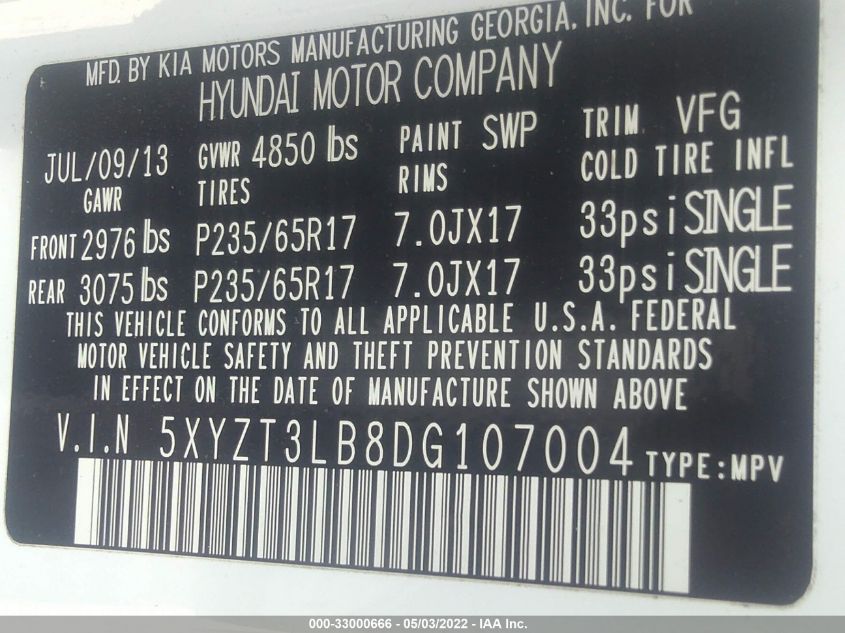 MFD. BY KIA MOTORS MANUFACTURING GEORGIA, INC. FOR
HYUNDAI MOTOR COMPANY
JUL/09/13 GVWR 4850 lbs PAINT SWP TRIM VFG
GAWR TIRES RIMS COLD TIRE INFL
FRONT 2976 lbs P235/65R17 7.0JX17 33psi SINGLE
REAR 3075 lbs P235/65R17 7.0JX17 33psi SINGLE
THIS VEHICLE CONFORMS TO ALL APPLICABLE U.S.A. FEDERAL
MOTOR VEHICLE SAFETY AND THEFT PREVENTION STANDARDS
IN EFFECT ON THE DATE OF MANUFACTURE SHOWN ABOVE
V.I.N 5XYZT3LB8DG107004 TYPE:MPV
000-33000666 - 05/03/2022 - IAA Inc.